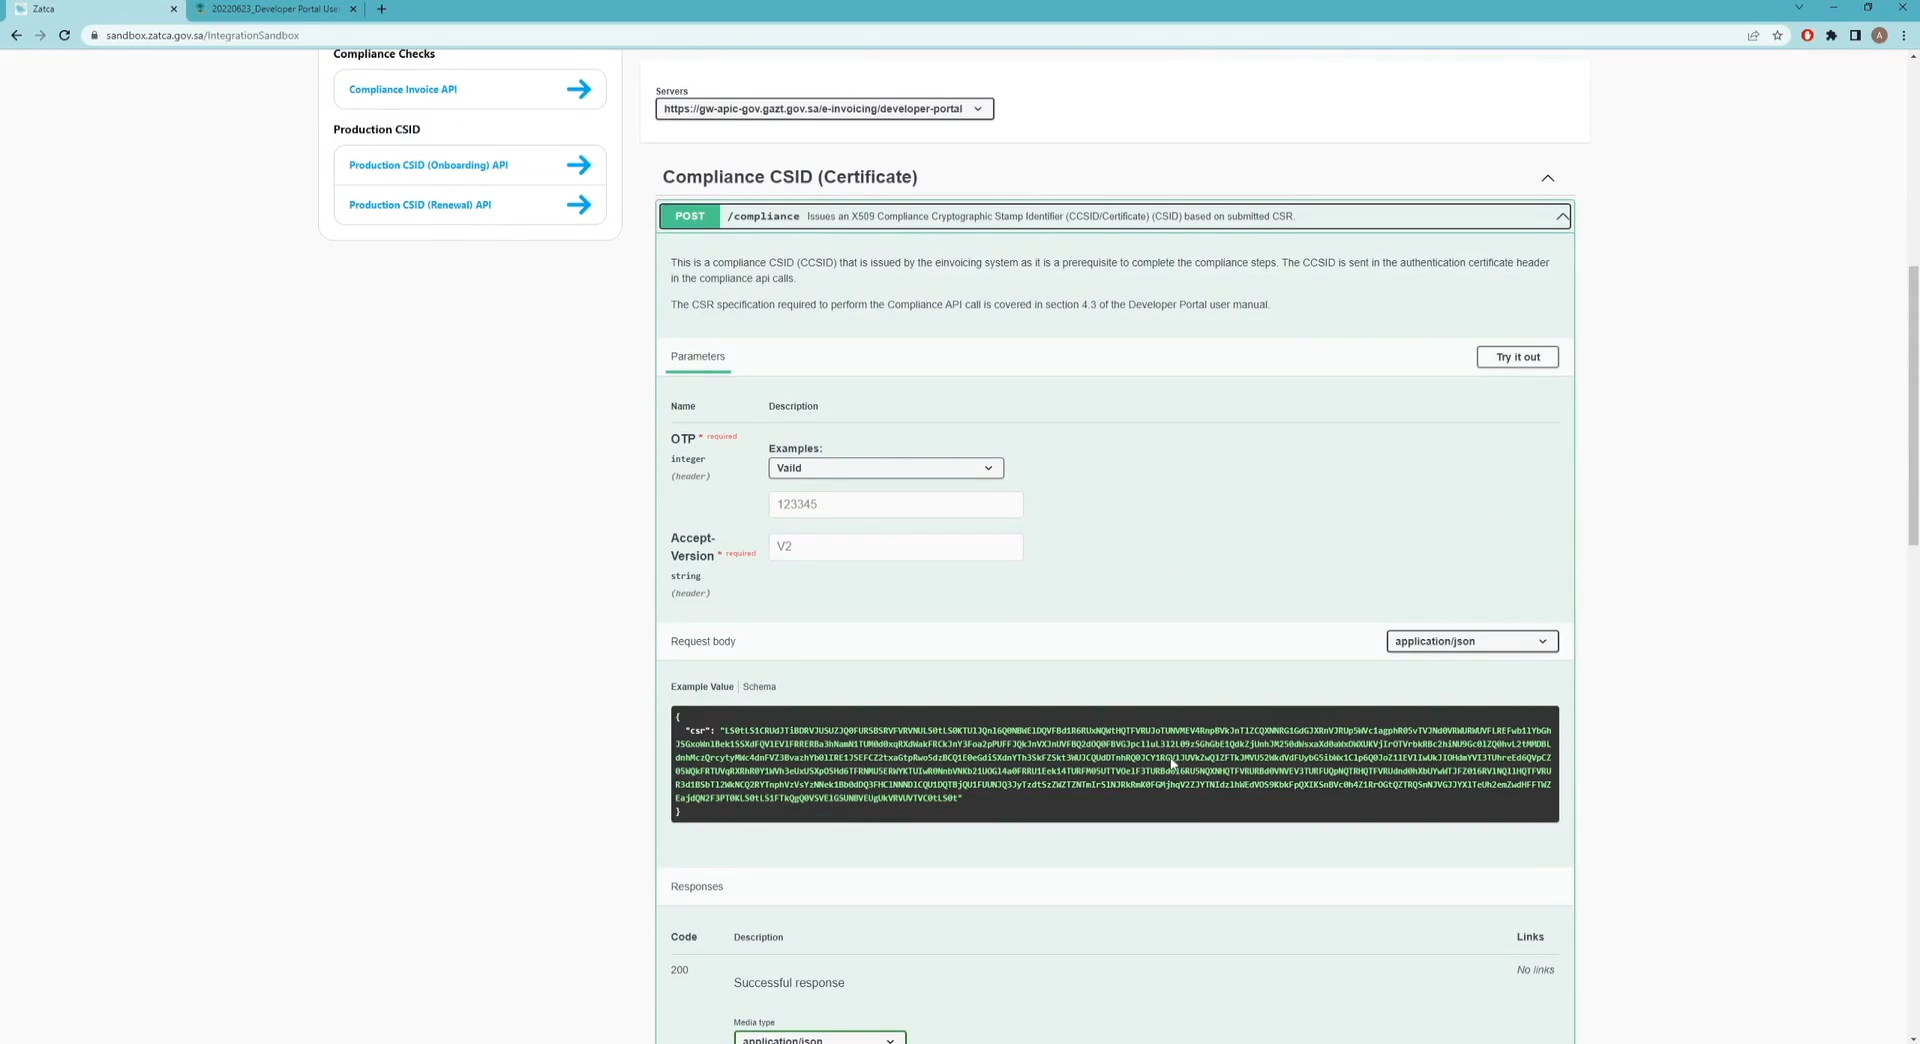 Zatca
20220623_Developer Portal Use
sandbox.zatca.gov.sa/IntegrationSandbox
A
Compliance Checks
Compliance Invoice API
Production CSID
Production CSID (Onboarding) API
Production CSID (Renewal) API
Servers
https://gw-apic-gov.gazt.gov.sa/e-invoicing/developer-portal
Compliance CSID (Certificate)
POST /compliance Issues an X509 Compliance Cryptographic Stamp Identifier (CCSID/Certificate) (CSID) based on submitted CSR.
This is a compliance CSID (CCSID) that is issued by the einvoicing system as it is a prerequisite to complete the compliance steps. The CCSID is sent in the authentication certificate header
in the compliance api calls.
The CSR specification required to perform the Compliance API call is covered in section 4.3 of the Developer Portal user manual.
Parameters
Try it out
Name Description
OTP * required
integer
(header)
Examples:
Vaild
123345
Accept-
Version * required
string
(header)
V2
Request body
application/json
Example Value | Schema
{
"csr":
}
Responses
Code Description Links
200
Successful response
No links
Media type
application/json